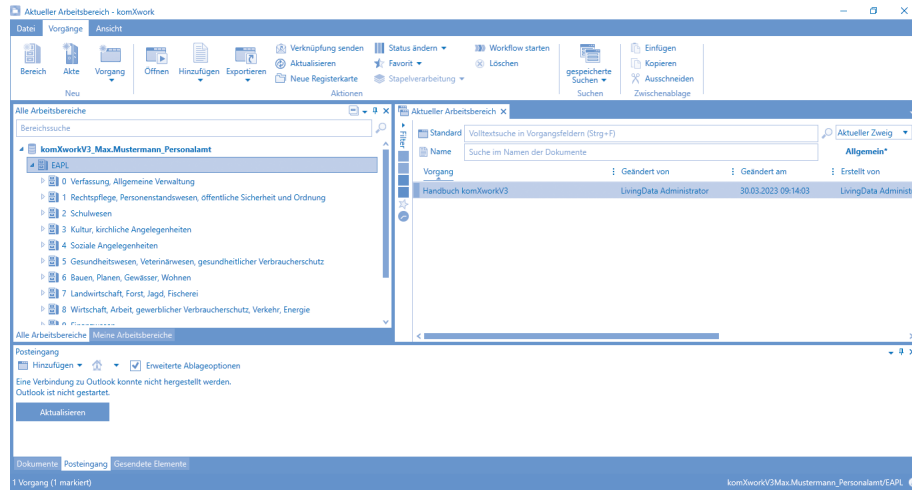 Aktueller Arbeitsbereich - komXwork
Datei Vorgänge Ansicht
Bereich Akte Vorgang
Neu
Öffnen Hinzufügen Exportieren
Verknüpfung senden
Aktualisieren
Neue Registerkarte
Status ändern
Favorit
Stapelverarbeitung
Workflow starten
Löschen
Aktionen
gespeicherte
Suchen
Suchen
Einfügen
Kopieren
Ausschneiden
Zwischenablage
Alle Arbeitsbereiche
Bereichssuche
komXworkV3_Max.Mustermann_Personalamt
EAPL
0 Verfassung, Allgemeine Verwaltung
1 Rechtspflege, Personenstandswesen, öffentliche Sicherheit und Ordnung
2 Schulwesen
3 Kultur, kirchliche Angelegenheiten
4 Soziale Angelegenheiten
5 Gesundheitswesen, Veterinärwesen, gesundheitlicher Verbraucherschutz
6 Bauen, Planen, Gewässer, Wohnen
7 Landwirtschaft, Forst, Jagd, Fischerei
8 Wirtschaft, Arbeit, gewerblicher Verbraucherschutz, Verkehr, Energie
Alle Arbeitsbereiche Meine Arbeitsbereiche
Aktueller Arbeitsbereich
Filter
Standard Volltextsuche in Vorgangsfeldern (Strg+F) Aktueller Zweig
Name Suche im Namen der Dokumente Allgemein*
Vorgang Geändert von Geändert am Erstellt von
Handbuch komXworkV3 LivingData Administrator 30.03.2023 09:14:03 LivingData Administ
Posteingang
Hinzufügen Erweiterte Ablageoptionen
Eine Verbindung zu Outlook konnte nicht hergestellt werden.
Outlook ist nicht gestartet.
Aktualisieren
Dokumente Posteingang Gesendete Elemente
1 Vorgang (1 markiert) komXworkV3Max.Mustermann_Personalamt/EAPL